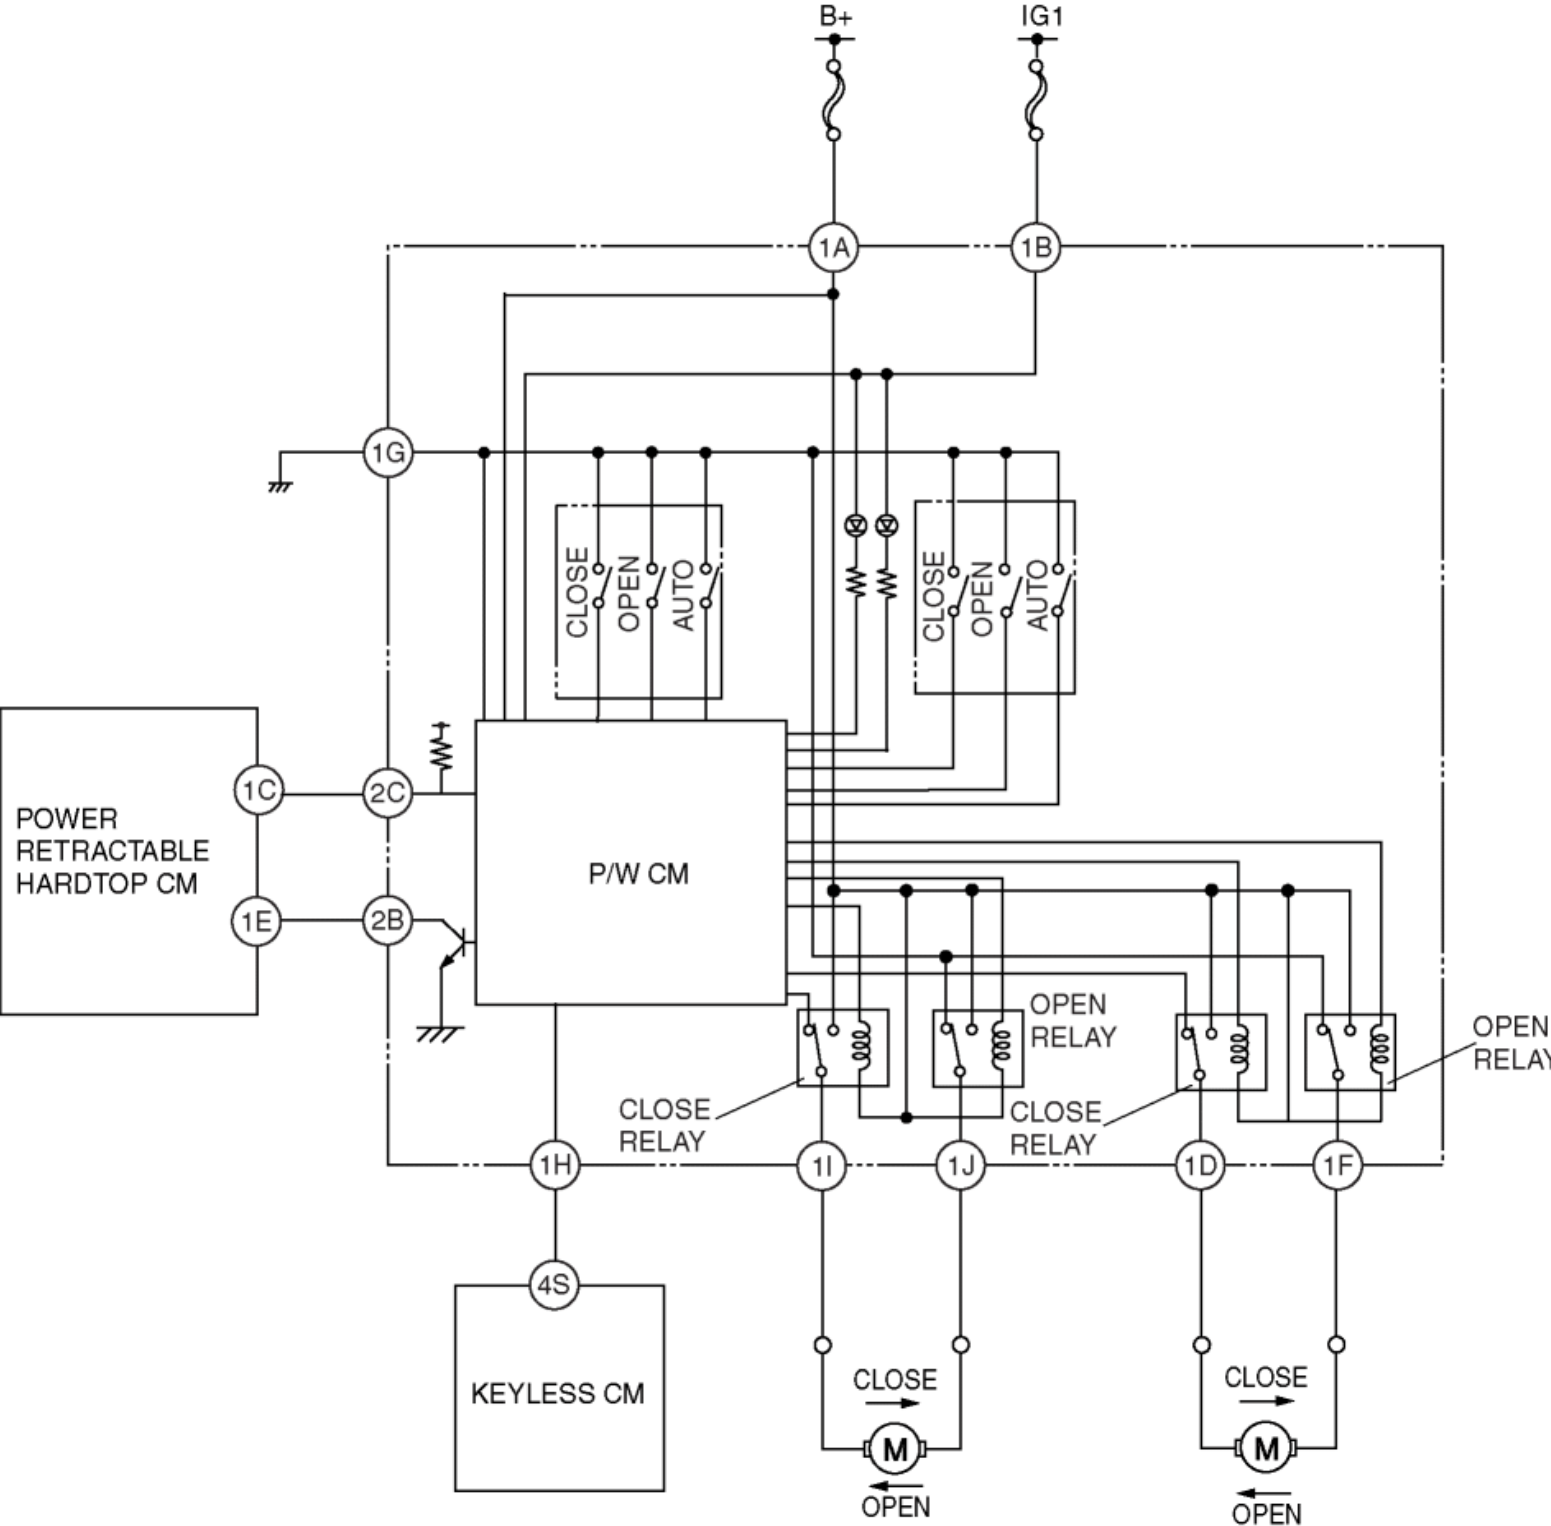 B+
IG1
1A
1B
1G
CLOSE
OPEN
AUTO
CLOSE
OPEN
AUTO
POWER
RETRACTABLE
HARDTOP CM
1C
2C
1E
2B
P/W CM
OPEN
RELAY
OPEN
RELAY
CLOSE
RELAY
CLOSE
RELAY
1H
1I
1J
1D
1F
4S
KEYLESS CM
CLOSE
M
OPEN
CLOSE
M
OPEN